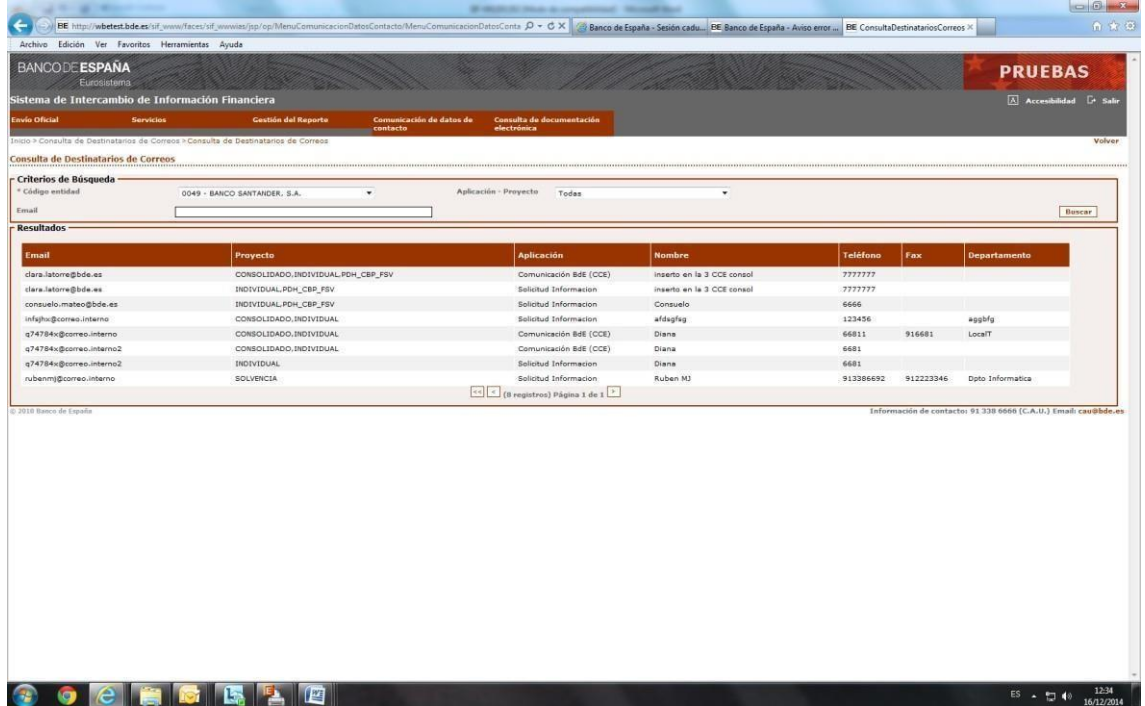 BE http://wbetest.bde.es/sif_www/faces/sif_wwwias/jsp/op/MenuComunicacionDatosContacto/MenuComunicacionDatosConta
Banco de España - Sesión cadu...
BE Banco de España - Aviso error ...
BE ConsultaDestinatariosCorreos
Archivo Edición Ver Favoritos Herramientas Ayuda
BANCODEESPAÑA
Eurosistema
PRUEBAS
Sistema de Intercambio de Información Financiera
A Accesibilidad Salir
Envío Oficial Servicios Gestión del Reporte Comunicación de datos de contacto Consulta de documentación electrónica
Inicio > Consulta de Destinatarios de Correos > Consulta de Destinatarios de Correos Volver
Consulta de Destinatarios de Correos
Criterios de Búsqueda
* Código entidad 0049 - BANCO SANTANDER, S.A. Aplicación - Proyecto Todas
Email Buscar
Resultados
Email Proyecto Aplicación Nombre Teléfono Fax Departamento
clara.latorre@bde.es CONSOLIDADO,INDIVIDUAL,PDH_CBP_FSV Comunicación BdE (CCE) inserto en la 3 CCE consol 7777777
clara.latorre@bde.es INDIVIDUAL,PDH_CBP_FSV Solicitud Informacion inserto en la 3 CCE consol 7777777
consuelo.mateo@bde.es INDIVIDUAL,PDH_CBP_FSV Solicitud Informacion Consuelo 6666
CONSOLIDADO,INDIVIDUAL Solicitud Informacion afdsgfsg 123456 aggbfg
q74784x@correo.interno CONSOLIDADO,INDIVIDUAL Comunicación BdE (CCE) Diana 66811 916681 LocalT
q74784x@correo.interno2 CONSOLIDADO,INDIVIDUAL Comunicación BdE (CCE) Diana 6681
q74784x@correo.interno2 INDIVIDUAL Solicitud Informacion Diana 6681
rubenmj@correo.interno SOLVENCIA Solicitud Informacion Ruben MJ 913386692 912223346 Dpto Informatica
<< < (8 registros) Página 1 de 1 >
© 2010 Banco de España Información de contacto: 91 338 6666 (C.A.U.) Email: cau@bde.es
ES 12:34
16/12/2014